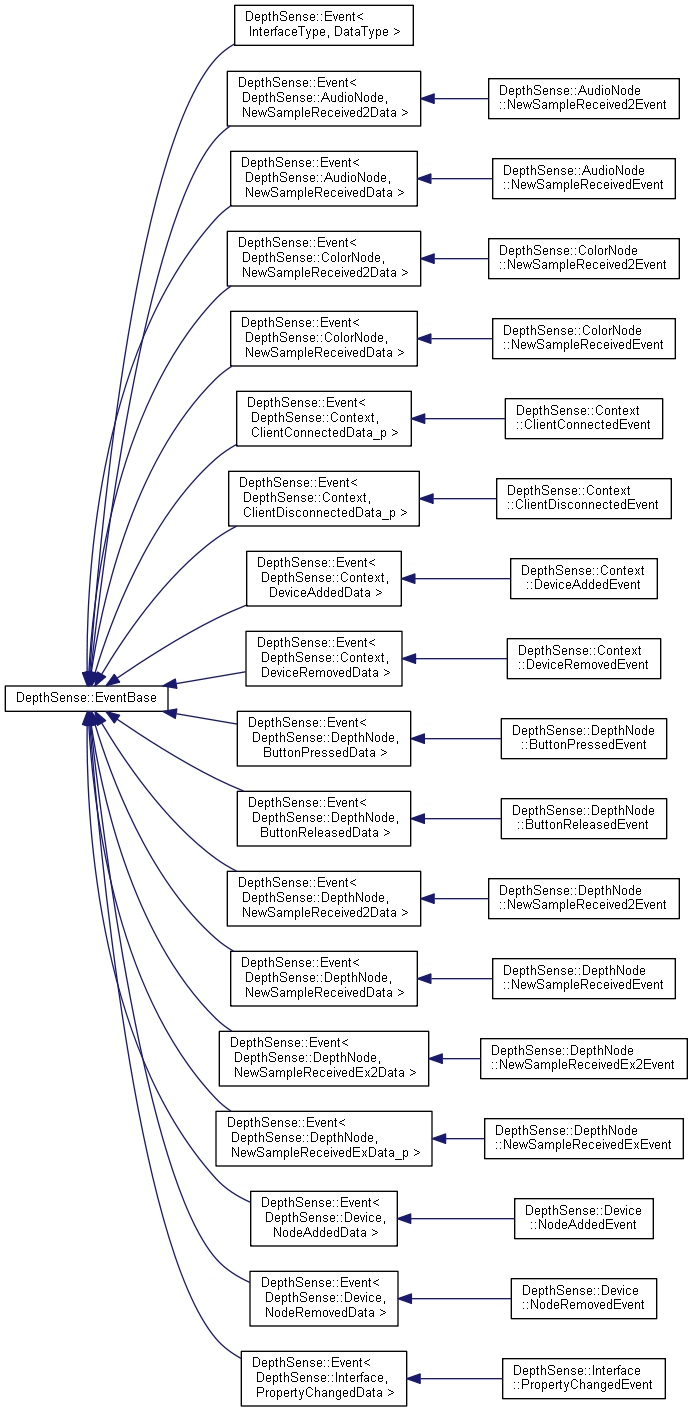 DepthSense::Event<
InterfaceType, DataType >
DepthSense::Event<
DepthSense::AudioNode,
NewSampleReceived2Data >
DepthSense::AudioNode
::NewSampleReceived2Event
DepthSense::Event<
DepthSense::AudioNode,
NewSampleReceivedData >
DepthSense::AudioNode
::NewSampleReceivedEvent
DepthSense::Event<
DepthSense::ColorNode,
NewSampleReceived2Data >
DepthSense::ColorNode
::NewSampleReceived2Event
DepthSense::Event<
DepthSense::ColorNode,
NewSampleReceivedData >
DepthSense::ColorNode
::NewSampleReceivedEvent
DepthSense::Event<
DepthSense::Context,
ClientConnectedData_p >
DepthSense::Context
::ClientConnectedEvent
DepthSense::Event<
DepthSense::Context,
ClientDisconnectedData_p >
DepthSense::Context
::ClientDisconnectedEvent
DepthSense::Event<
DepthSense::Context,
DeviceAddedData >
DepthSense::Context
::DeviceAddedEvent
DepthSense::Event<
DepthSense::Context,
DeviceRemovedData >
DepthSense::Context
::DeviceRemovedEvent
DepthSense::EventBase
DepthSense::Event<
DepthSense::DepthNode,
ButtonPressedData >
DepthSense::DepthNode
::ButtonPressedEvent
DepthSense::Event<
DepthSense::DepthNode,
ButtonReleasedData >
DepthSense::DepthNode
::ButtonReleasedEvent
DepthSense::Event<
DepthSense::DepthNode,
NewSampleReceived2Data >
DepthSense::DepthNode
::NewSampleReceived2Event
DepthSense::Event<
DepthSense::DepthNode,
NewSampleReceivedData >
DepthSense::DepthNode
::NewSampleReceivedEvent
DepthSense::Event<
DepthSense::DepthNode,
NewSampleReceivedEx2Data >
DepthSense::DepthNode
::NewSampleReceivedEx2Event
DepthSense::Event<
DepthSense::DepthNode,
NewSampleReceivedExData_p >
DepthSense::DepthNode
::NewSampleReceivedExEvent
DepthSense::Event<
DepthSense::Device,
NodeAddedData >
DepthSense::Device
::NodeAddedEvent
DepthSense::Event<
DepthSense::Device,
NodeRemovedData >
DepthSense::Device
::NodeRemovedEvent
DepthSense::Event<
DepthSense::Interface,
PropertyChangedData >
DepthSense::Interface
::PropertyChangedEvent